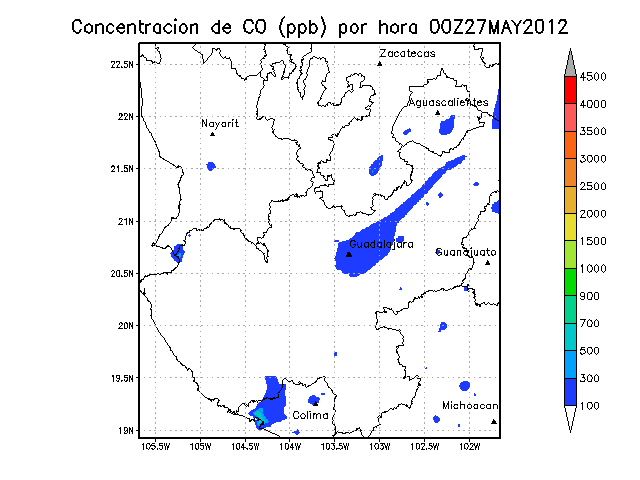 Concentracion de CO (ppb) por hora 00Z27MAY2012
22.5N
22N
21.5N
21N
20.5N
20N
19.5N
19N
105.5W 105W 104.5W 104W 103.5W 103W 102.5W 102W
Zacatecas
Aguascalientes
Nayarit
Guadalajara
Guanajuato
Michoacan
Colima
4500
4000
3500
3000
2500
2000
1500
1000
900
700
500
300
100